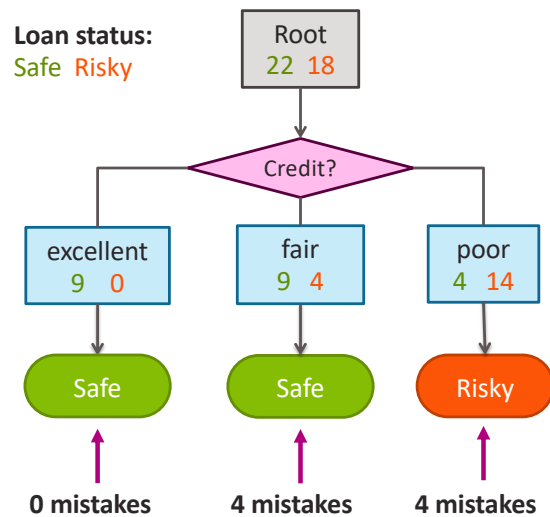 Loan status:
Safe Risky
Root
22 18
Credit?
excellent
9 0
fair
9 4
poor
4 14
Safe
Safe
Risky
0 mistakes
4 mistakes
4 mistakes